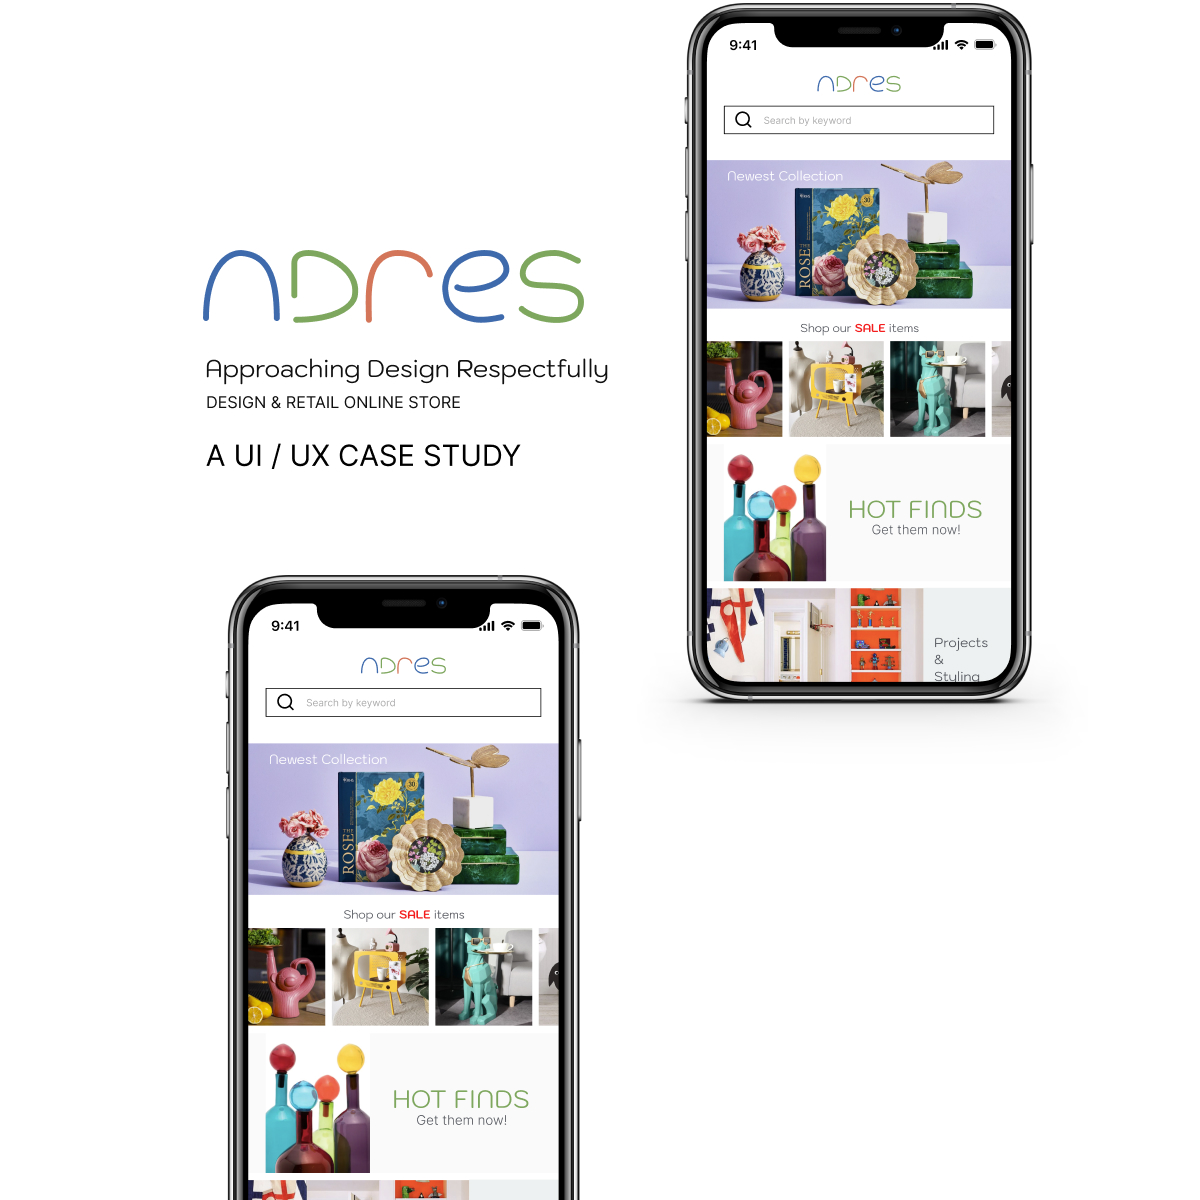 ADRES
Approaching Design Respectfully
DESIGN & RETAIL ONLINE STORE
A UI / UX CASE STUDY
9:41
ADRES
Search by keyword
Newest Collection
30
THE
ROSE
Shop our SALE items
HOT FINDS
Get them now!
Projects
&
Styling
9:41
ADRES
Search by keyword
Newest Collection
30
THE
ROSE
Shop our SALE items
HOT FINDS
Get them now!